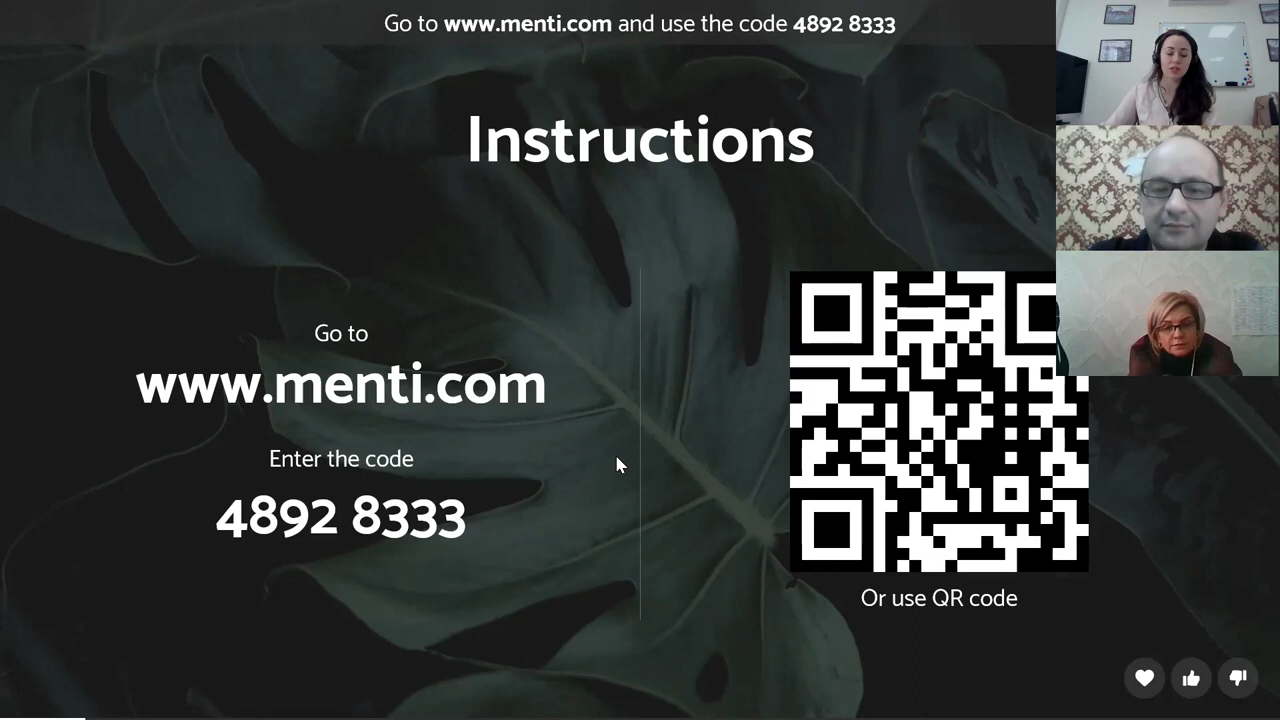 Go to www.menti.com and use the code 4892 8333
Instructions
Go to
www.menti.com
Enter the code
4892 8333
Or use QR code